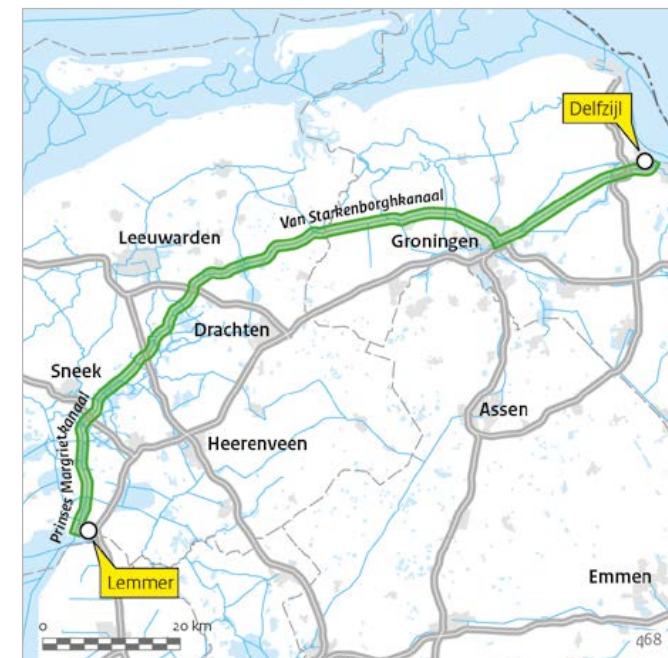 Delfzijl
Van Starkenborghkanaal
Leeuwarden
Groningen
Drachten
Sneek
Assen
Prinses Margrietkanaal
Heerenveen
Lemmer
Emmen
0 20 km
468